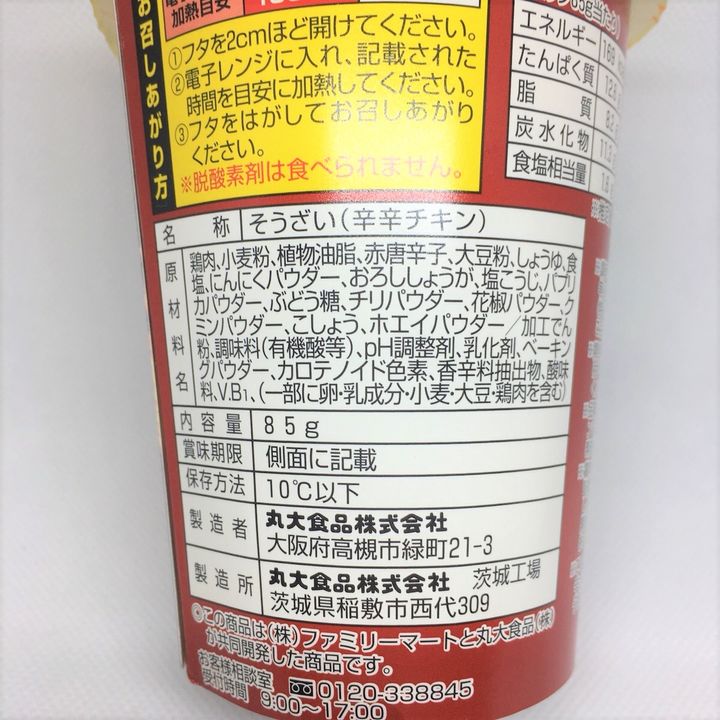 お召しあがり方
加熱目安
①フタを2cmほど開けてください。
②電子レンジに入れ、記載された
時間を目安に加熱してください。
③フタをはがしてお召しあがり
ください。
※脱酸素剤は食べられません。
エネルギー
たんぱく質
脂質
炭水化物
食塩相当量
名称 そうざい(辛辛チキン)
原材料名
鶏肉、小麦粉、植物油脂、赤唐辛子、大豆粉、しょうゆ、食
塩、にんにくパウダー、おろししょうが、塩こうじ、パプリ
カパウダー、ぶどう糖、チリパウダー、花椒パウダー、ク
ミンパウダー、こしょう、ホエイパウダー/加工でん
粉、調味料(有機酸等)、pH調整剤、乳化剤、ベーキン
グパウダー、カロテノイド色素、香辛料抽出物、酸味
料、V.B₁、(一部に卵・乳成分・小麦・大豆・鶏肉を含む)
内容量 85g
賞味期限 側面に記載
保存方法 10℃以下
製造者 丸大食品株式会社
大阪府高槻市緑町21-3
製造所 丸大食品株式会社 茨城工場
茨城県稲敷市西代309
◎この商品は(株)ファミリーマートと丸大食品(株)
が共同開発した商品です。
お客様相談室
受付時間 0120-338845
9:00〜17:00